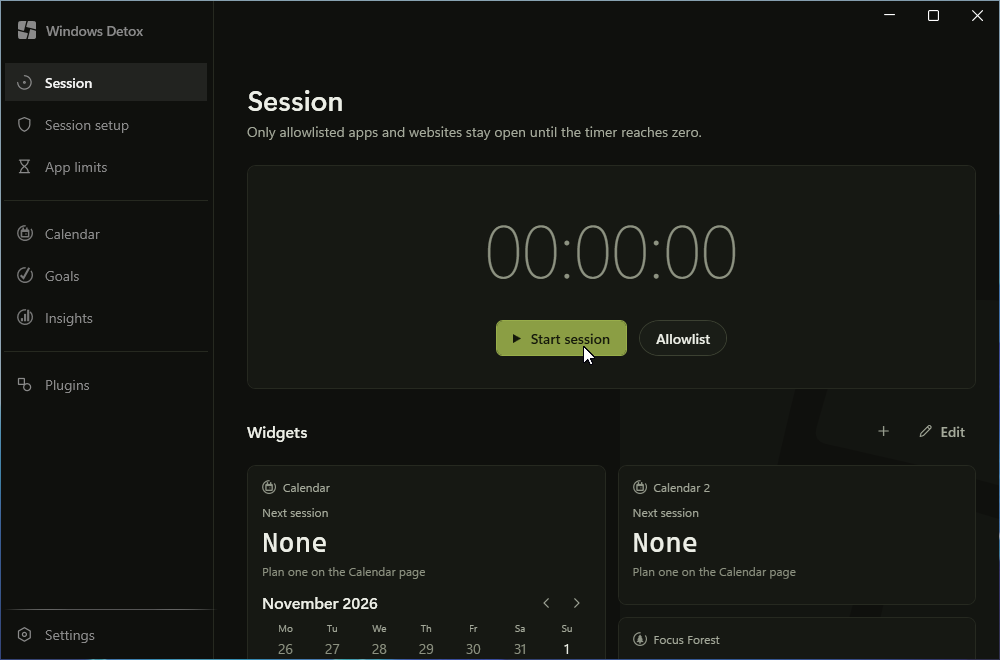 Windows Detox
Session
Session setup
App limits
Calendar
Goals
Insights
Plugins
Settings
Session
Only allowlisted apps and websites stay open until the timer reaches zero.
00:00:00
Start session
Allowlist
Widgets
Edit
Calendar
Next session
None
Plan one on the Calendar page
November 2026
Mo Tu We Th Fr Sa Su
26 27 28 29 30 31 1
Calendar 2
Next session
None
Plan one on the Calendar page
Focus Forest